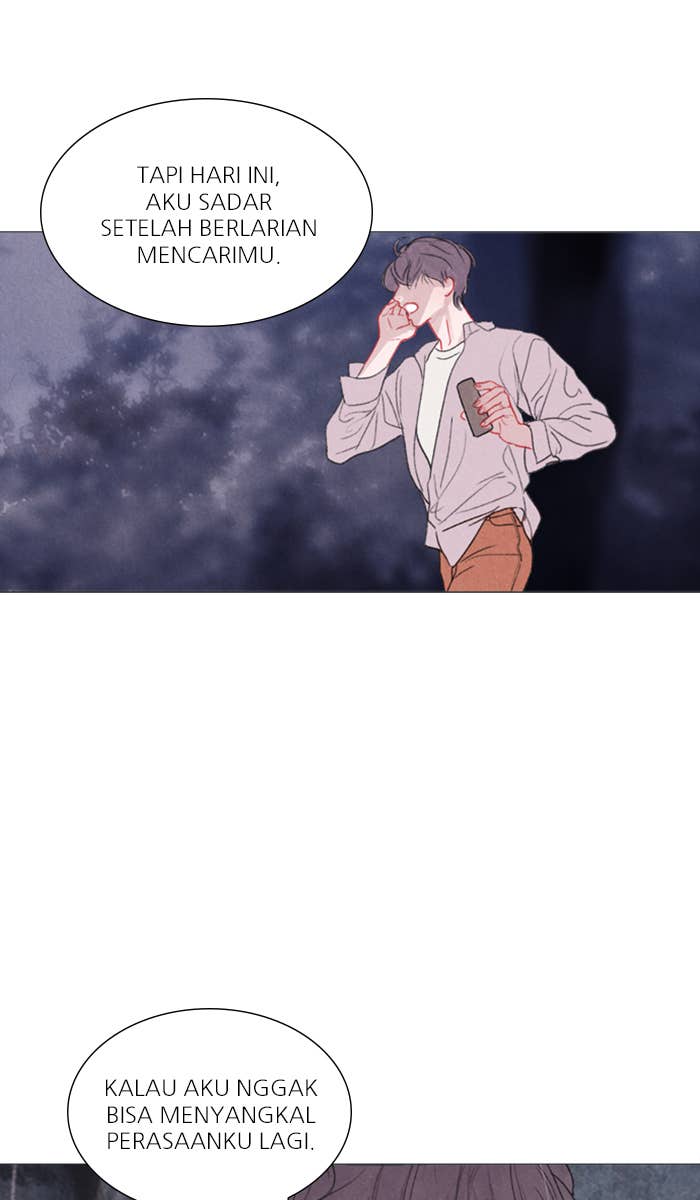 TAPI HARI INI,
AKU SADAR
SETELAH BERLARIAN
MENCARIMU.
KALAU AKU NGGAK
BISA MENYANGKAL
PERASAANKU LAGI.